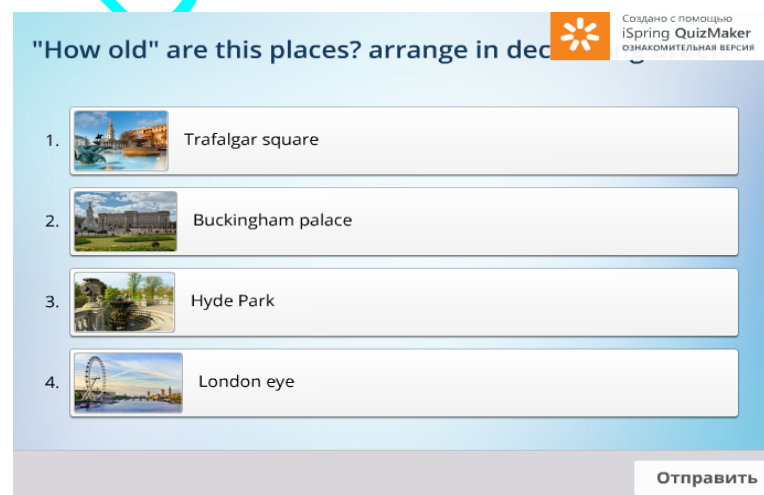 Создано с помощью
iSpring QuizMaker
ОЗНАКОМИТЕЛЬНАЯ ВЕРСИЯ
"How old" are this places? arrange in
1. Trafalgar square
2. Buckingham palace
3. Hyde Park
4. London eye
Отправить